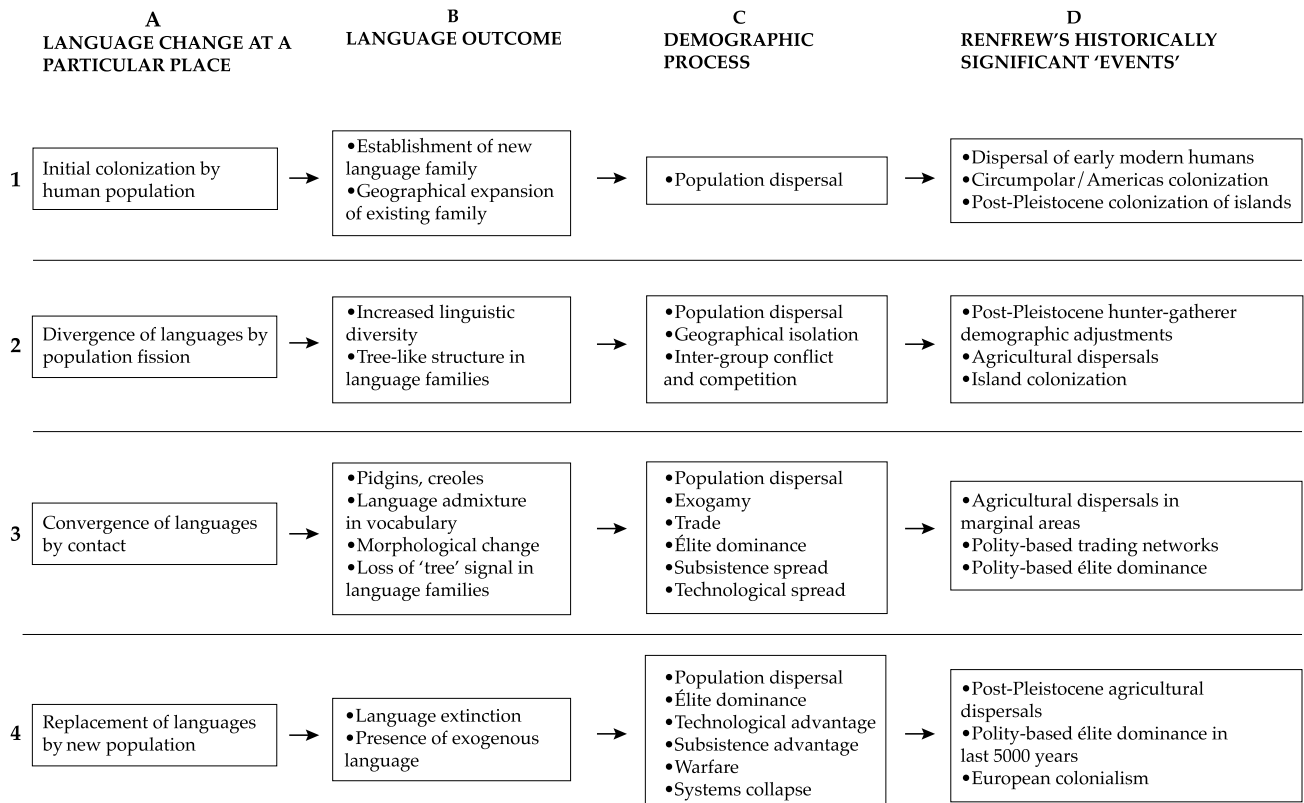 A
LANGUAGE CHANGE AT A
PARTICULAR PLACE
B
LANGUAGE OUTCOME
C
DEMOGRAPHIC
PROCESS
D
RENFREW'S HISTORICALLY
SIGNIFICANT ‘EVENTS’
1
Initial colonization by
human population
•Establishment of new
language family
•Geographical expansion
of existing family
•Population dispersal
•Dispersal of early modern humans
•Circumpolar/Americas colonization
•Post-Pleistocene colonization of islands
2
Divergence of languages by
population fission
•Increased linguistic
diversity
•Tree-like structure in
language families
•Population dispersal
•Geographical isolation
•Inter-group conflict
and competition
•Post-Pleistocene hunter-gatherer
demographic adjustments
•Agricultural dispersals
•Island colonization
3
Convergence of languages
by contact
•Pidgins, creoles
•Language admixture
in vocabulary
•Morphological change
•Loss of ‘tree’ signal in
language families
•Population dispersal
•Exogamy
•Trade
•Élite dominance
•Subsistence spread
•Technological spread
•Agricultural dispersals in
marginal areas
•Polity-based trading networks
•Polity-based élite dominance
4
Replacement of languages
by new population
•Language extinction
•Presence of exogenous
language
•Population dispersal
•Élite dominance
•Technological advantage
•Subsistence advantage
•Warfare
•Systems collapse
•Post-Pleistocene agricultural
dispersals
•Polity-based élite dominance in
last 5000 years
•European colonialism